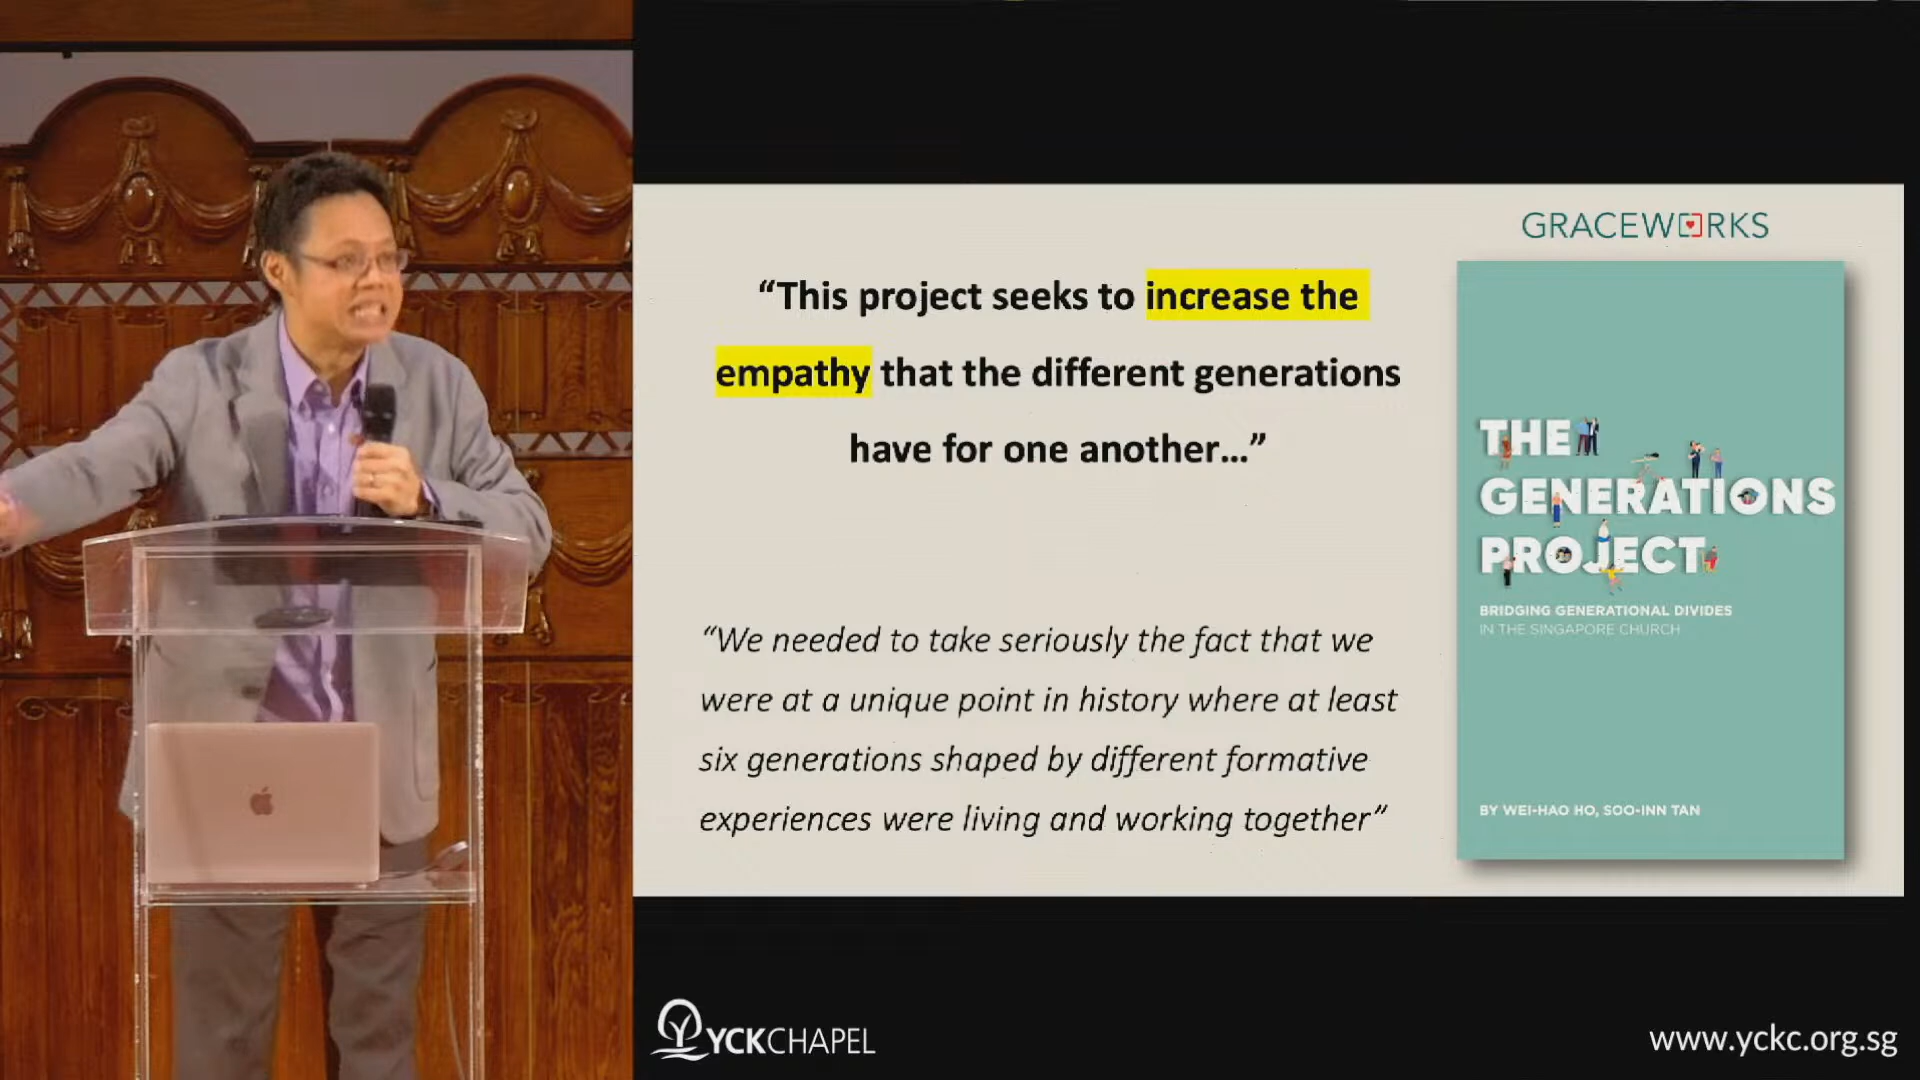 GRACEWORKS
“This project seeks to increase the
empathy that the different generations
have for one another...”
“We needed to take seriously the fact that we
were at a unique point in history where at least
six generations shaped by different formative
experiences were living and working together”
THE
GENERATIONS
PROJECT
BRIDGING GENERATIONAL DIVIDES
IN THE SINGAPORE CHURCH
BY WEI-HAO HO, SOO-INN TAN
YCKCHAPEL
www.yckc.org.sg